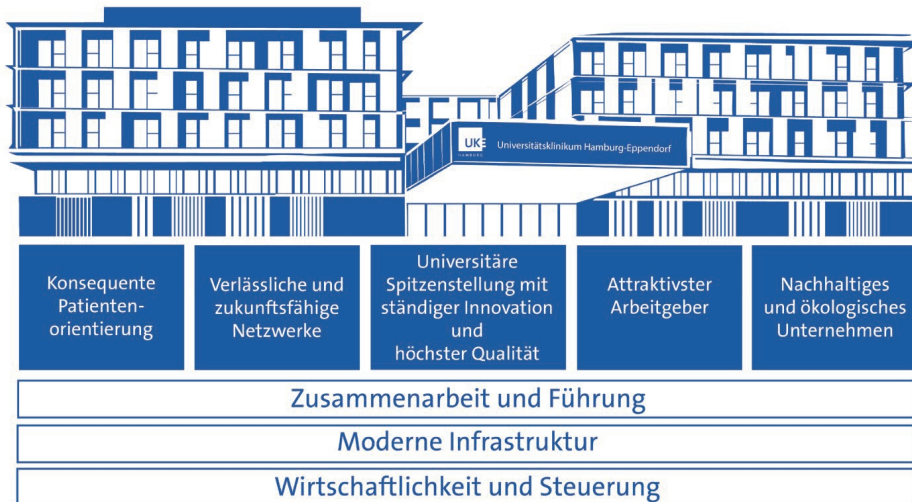 UKE
HAMBURG
Universitätsklinikum Hamburg-Eppendorf
Konsequente
Patienten-
orientierung
Verlässliche und
zukunftsfähige
Netzwerke
Universitäre
Spitzenstellung mit
ständiger Innovation
und
höchster Qualität
Attraktivster
Arbeitgeber
Nachhaltiges
und ökologisches
Unternehmen
Zusammenarbeit und Führung
Moderne Infrastruktur
Wirtschaftlichkeit und Steuerung